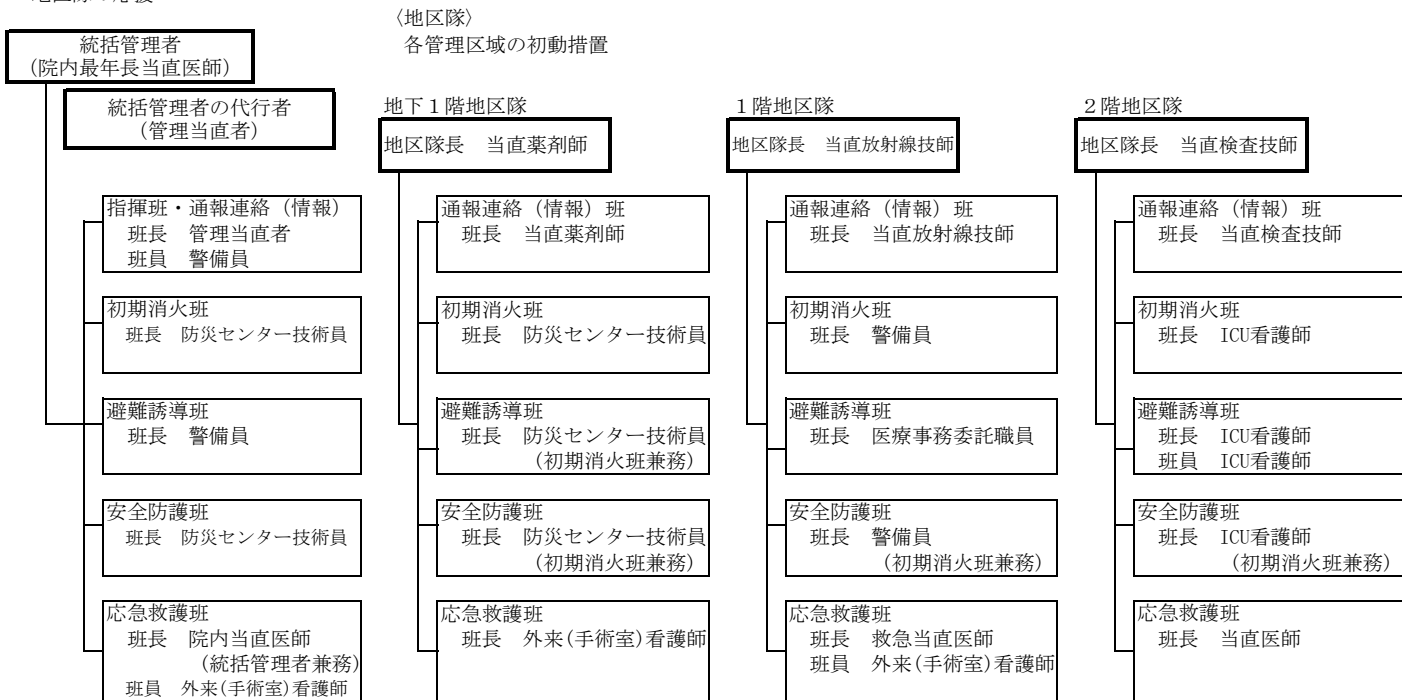 〈地区隊〉
各管理区域の初動措置
統括管理者
(院内最年長当直医師)
統括管理者の代行者
(管理当直者)
指揮班・通報連絡（情報）
班長　管理当直者
班員　警備員
初期消火班
班長　防災センター技術員
避難誘導班
班長　警備員
安全防護班
班長　防災センター技術員
応急救護班
班長　院内当直医師
(統括管理者兼務)
班員　外来(手術室)看護師
地下１階地区隊
地区隊長　当直薬剤師
通報連絡（情報）班
班長　当直薬剤師
初期消火班
班長　防災センター技術員
避難誘導班
班長　防災センター技術員
(初期消火班兼務)
安全防護班
班長　防災センター技術員
(初期消火班兼務)
応急救護班
班長　外来(手術室)看護師
１階地区隊
地区隊長　当直放射線技師
通報連絡（情報）班
班長　当直放射線技師
初期消火班
班長　警備員
避難誘導班
班長　医療事務委託職員
安全防護班
班長　警備員
(初期消火班兼務)
応急救護班
班長　救急当直医師
班員　外来(手術室)看護師
２階地区隊
地区隊長　当直検査技師
通報連絡（情報）班
班長　当直検査技師
初期消火班
班長　ICU看護師
避難誘導班
班長　ICU看護師
班員　ICU看護師
安全防護班
班長　ICU看護師
(初期消火班兼務)
応急救護班
班長　当直医師